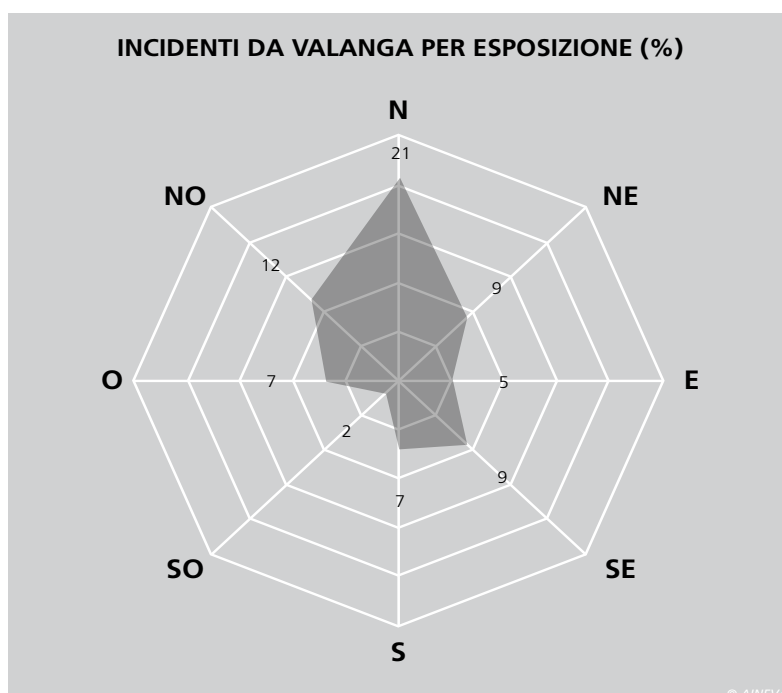 INCIDENTI DA VALANGA PER ESPOSIZIONE (%)
N
21
NO
NE
12
9
O
7
5
E
2
9
7
SO
SE
S